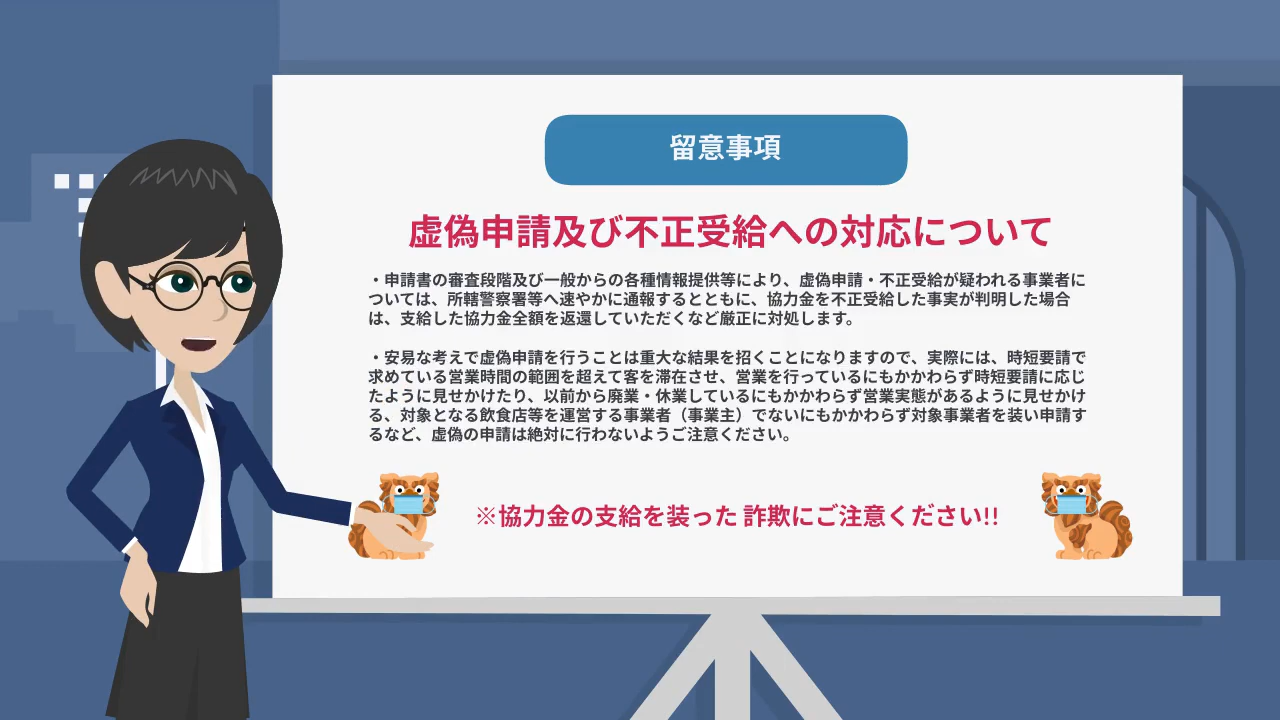 留意事項
虚偽申請及び不正受給への対応について
・申請書の審査段階及び一般からの各種情報提供等により、虚偽申請・不正受給が疑われる事業者に
ついては、所轄警察署等へ速やかに通報するとともに、協力金を不正受給した事実が判明した場合
は、支給した協力金全額を返還していただくなど厳正に対処します。
・安易な考えで虚偽申請を行うことは重大な結果を招くことになりますので、実際には、時短要請で
求めている営業時間の範囲を超えて客を滞在させ、営業を行っているにもかかわらず時短要請に応じ
たように見せかけたり、以前から廃業・休業しているにもかかわらず営業実態があるように見せかけ
る、対象となる飲食店等を運営する事業者（事業主）でないにもかかわらず対象事業者を装い申請す
るなど、虚偽の申請は絶対に行わないようご注意ください。
※協力金の支給を装った 詐欺にご注意ください!!